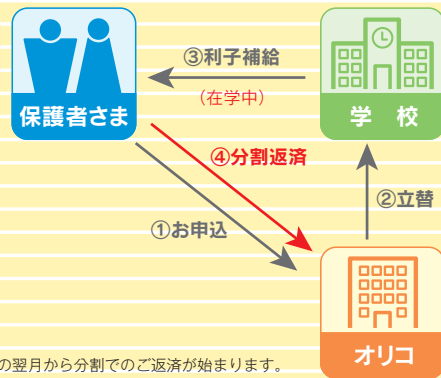 ③利子補給
(在学中)
保護者さま
学 校
④分割返済
②立替
①お申込
オリコ
の翌月から分割でのご返済が始まります。